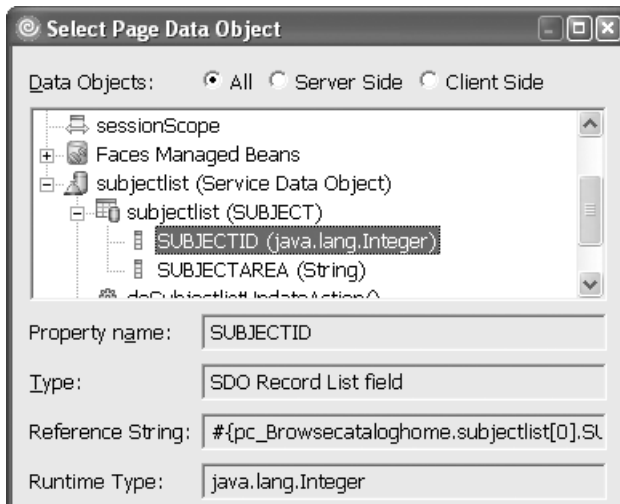 Select Page Data Object
Data Objects: All Server Side Client Side
sessionScope
Faces Managed Beans
subjectlist (Service Data Object)
subjectlist (SUBJECT)
SUBJECTID (java.lang.Integer)
SUBJECTAREA (String)
doSubjectlistUpdateAction()
Property name: SUBJECTID
Type: SDO Record List field
Reference String: #{pc_Browsecataloghome.subjectlist[0].SU
Runtime Type: java.lang.Integer